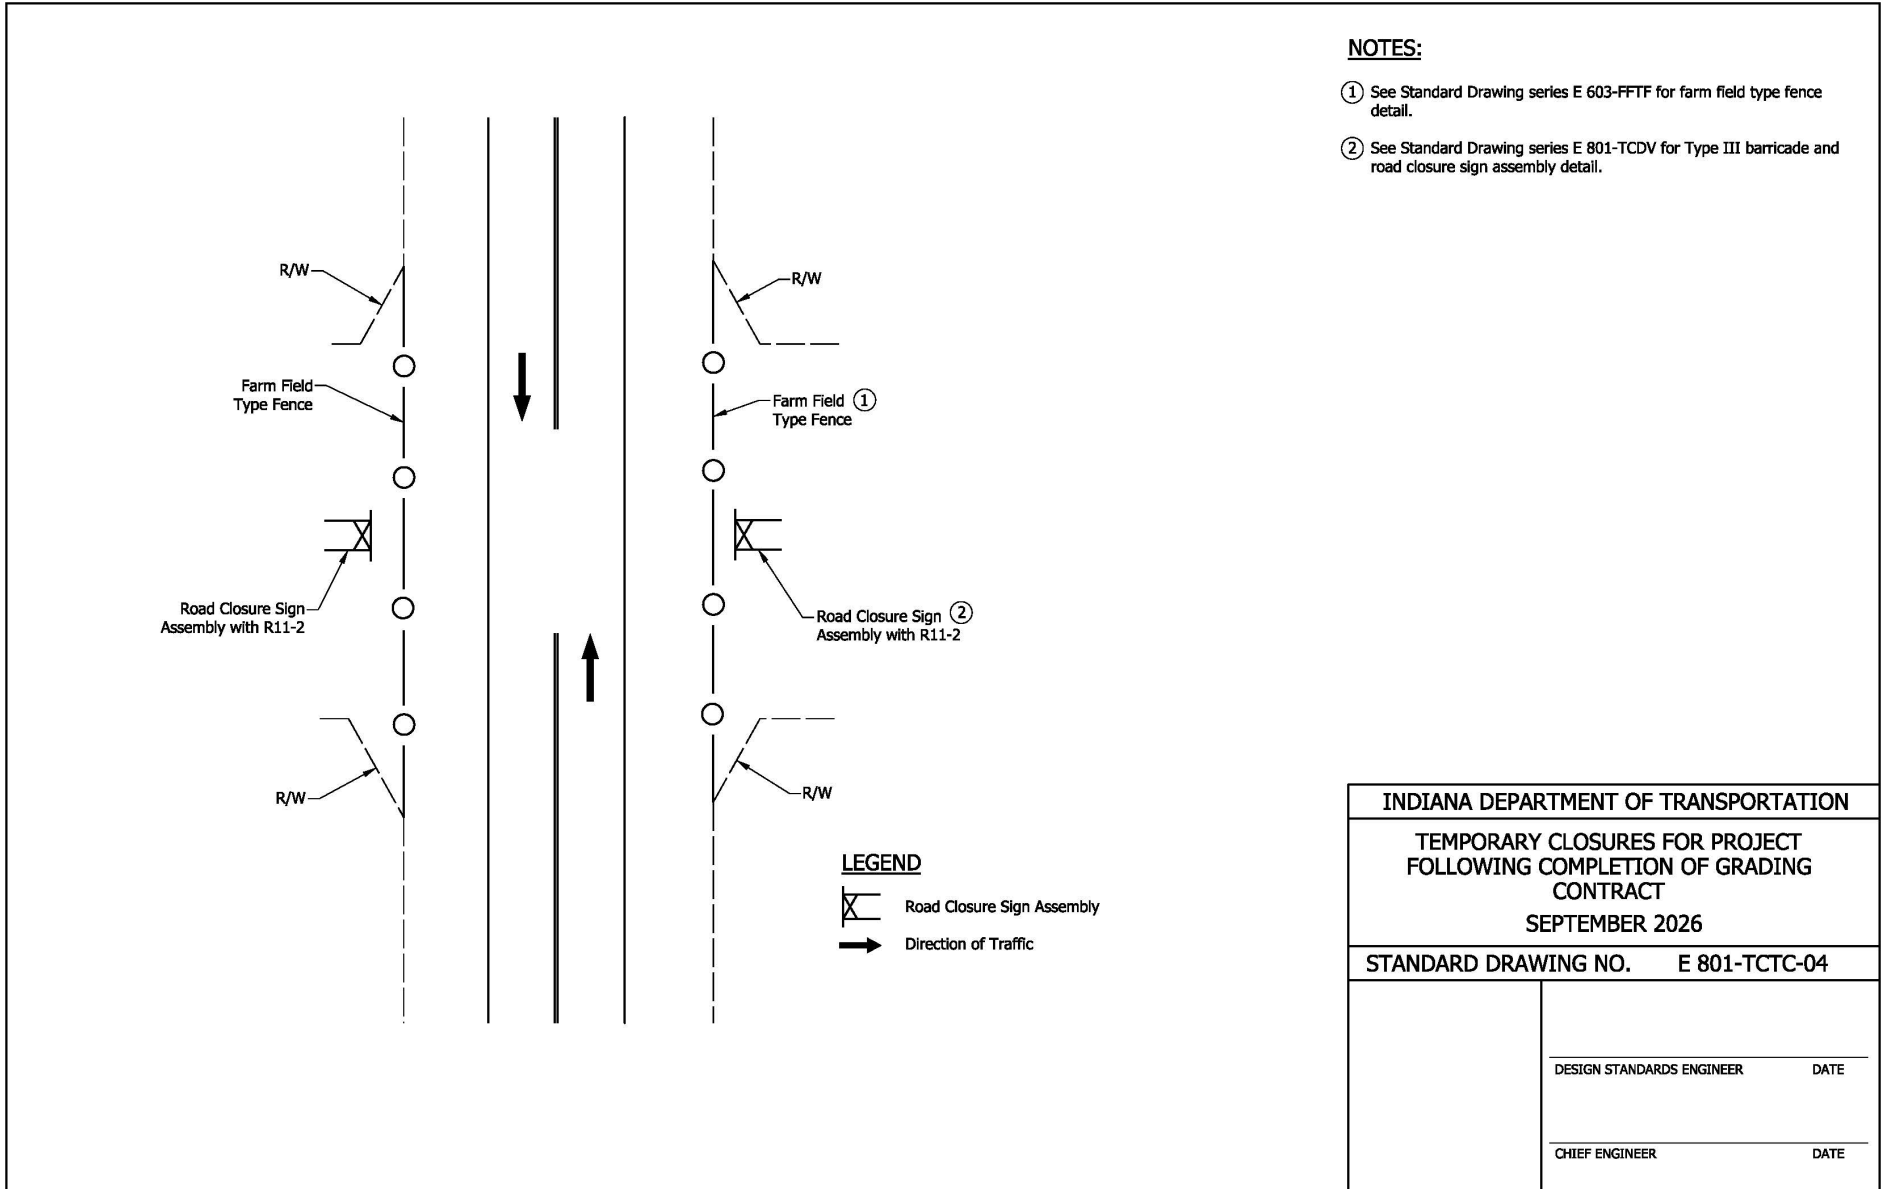 NOTES:
① See Standard Drawing series E 603-FFTF for farm field type fence
detail.
② See Standard Drawing series E 801-TCDV for Type III barricade and
road closure sign assembly detail.
R/W
R/W
Farm Field
Type Fence
Farm Field ①
Type Fence
Road Closure Sign
Assembly with R11-2
Road Closure Sign ②
Assembly with R11-2
R/W
R/W
LEGEND
Road Closure Sign Assembly
Direction of Traffic
INDIANA DEPARTMENT OF TRANSPORTATION
TEMPORARY CLOSURES FOR PROJECT
FOLLOWING COMPLETION OF GRADING
CONTRACT
SEPTEMBER 2026
STANDARD DRAWING NO. E 801-TCTC-04
DESIGN STANDARDS ENGINEER DATE
CHIEF ENGINEER DATE